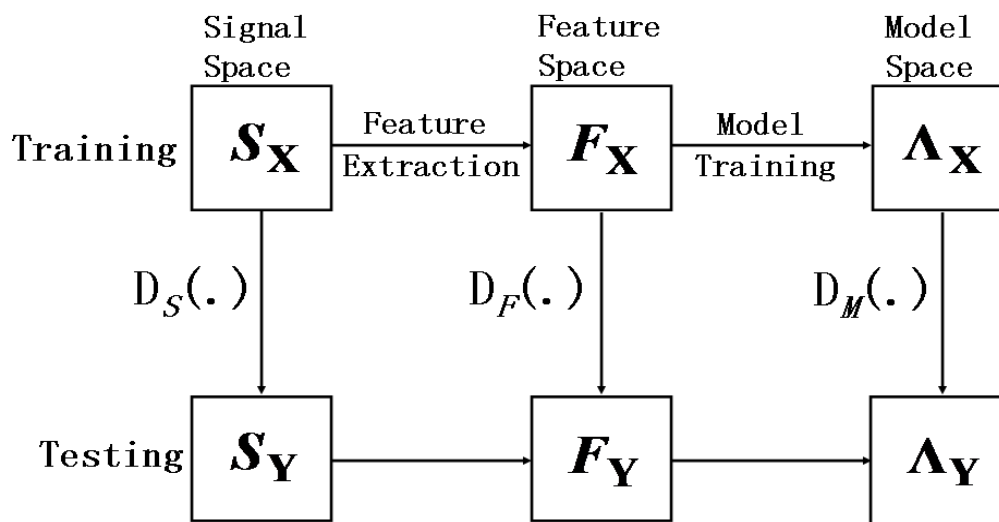 Signal
Space
Feature
Space
Model
Space
Training
S_X
Feature
Extraction
F_X
Model
Training
Λ_X
D_S(.)
D_F(.)
D_M(.)
Testing
S_Y
F_Y
Λ_Y